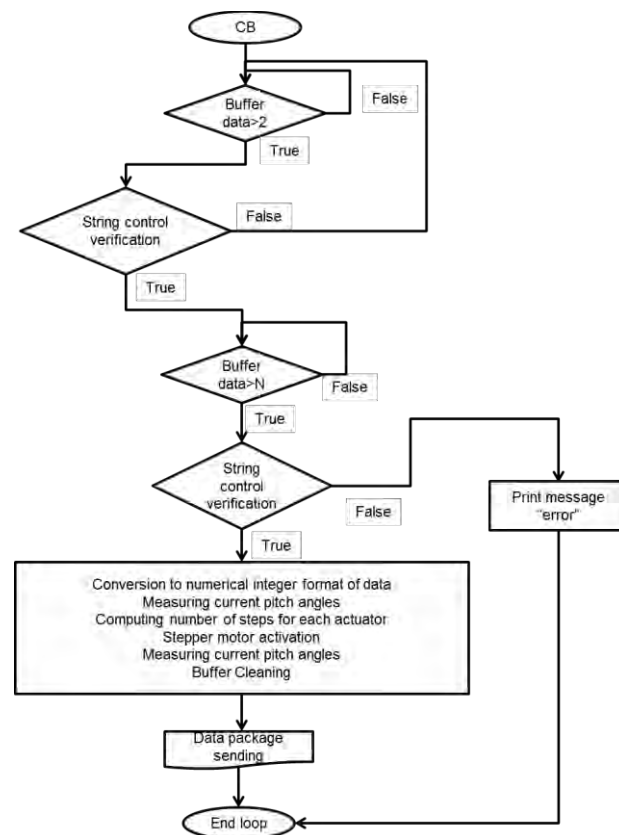 CB
Buffer
data>2
False
True
String control
verification
False
True
Buffer
data>N
False
True
String
control
verification
False
Print message
"error"
True
Conversion to numerical integer format of data
Measuring current pitch angles
Computing number of steps for each actuator
Stepper motor activation
Measuring current pitch angles
Buffer Cleaning
Data package
sending
End loop